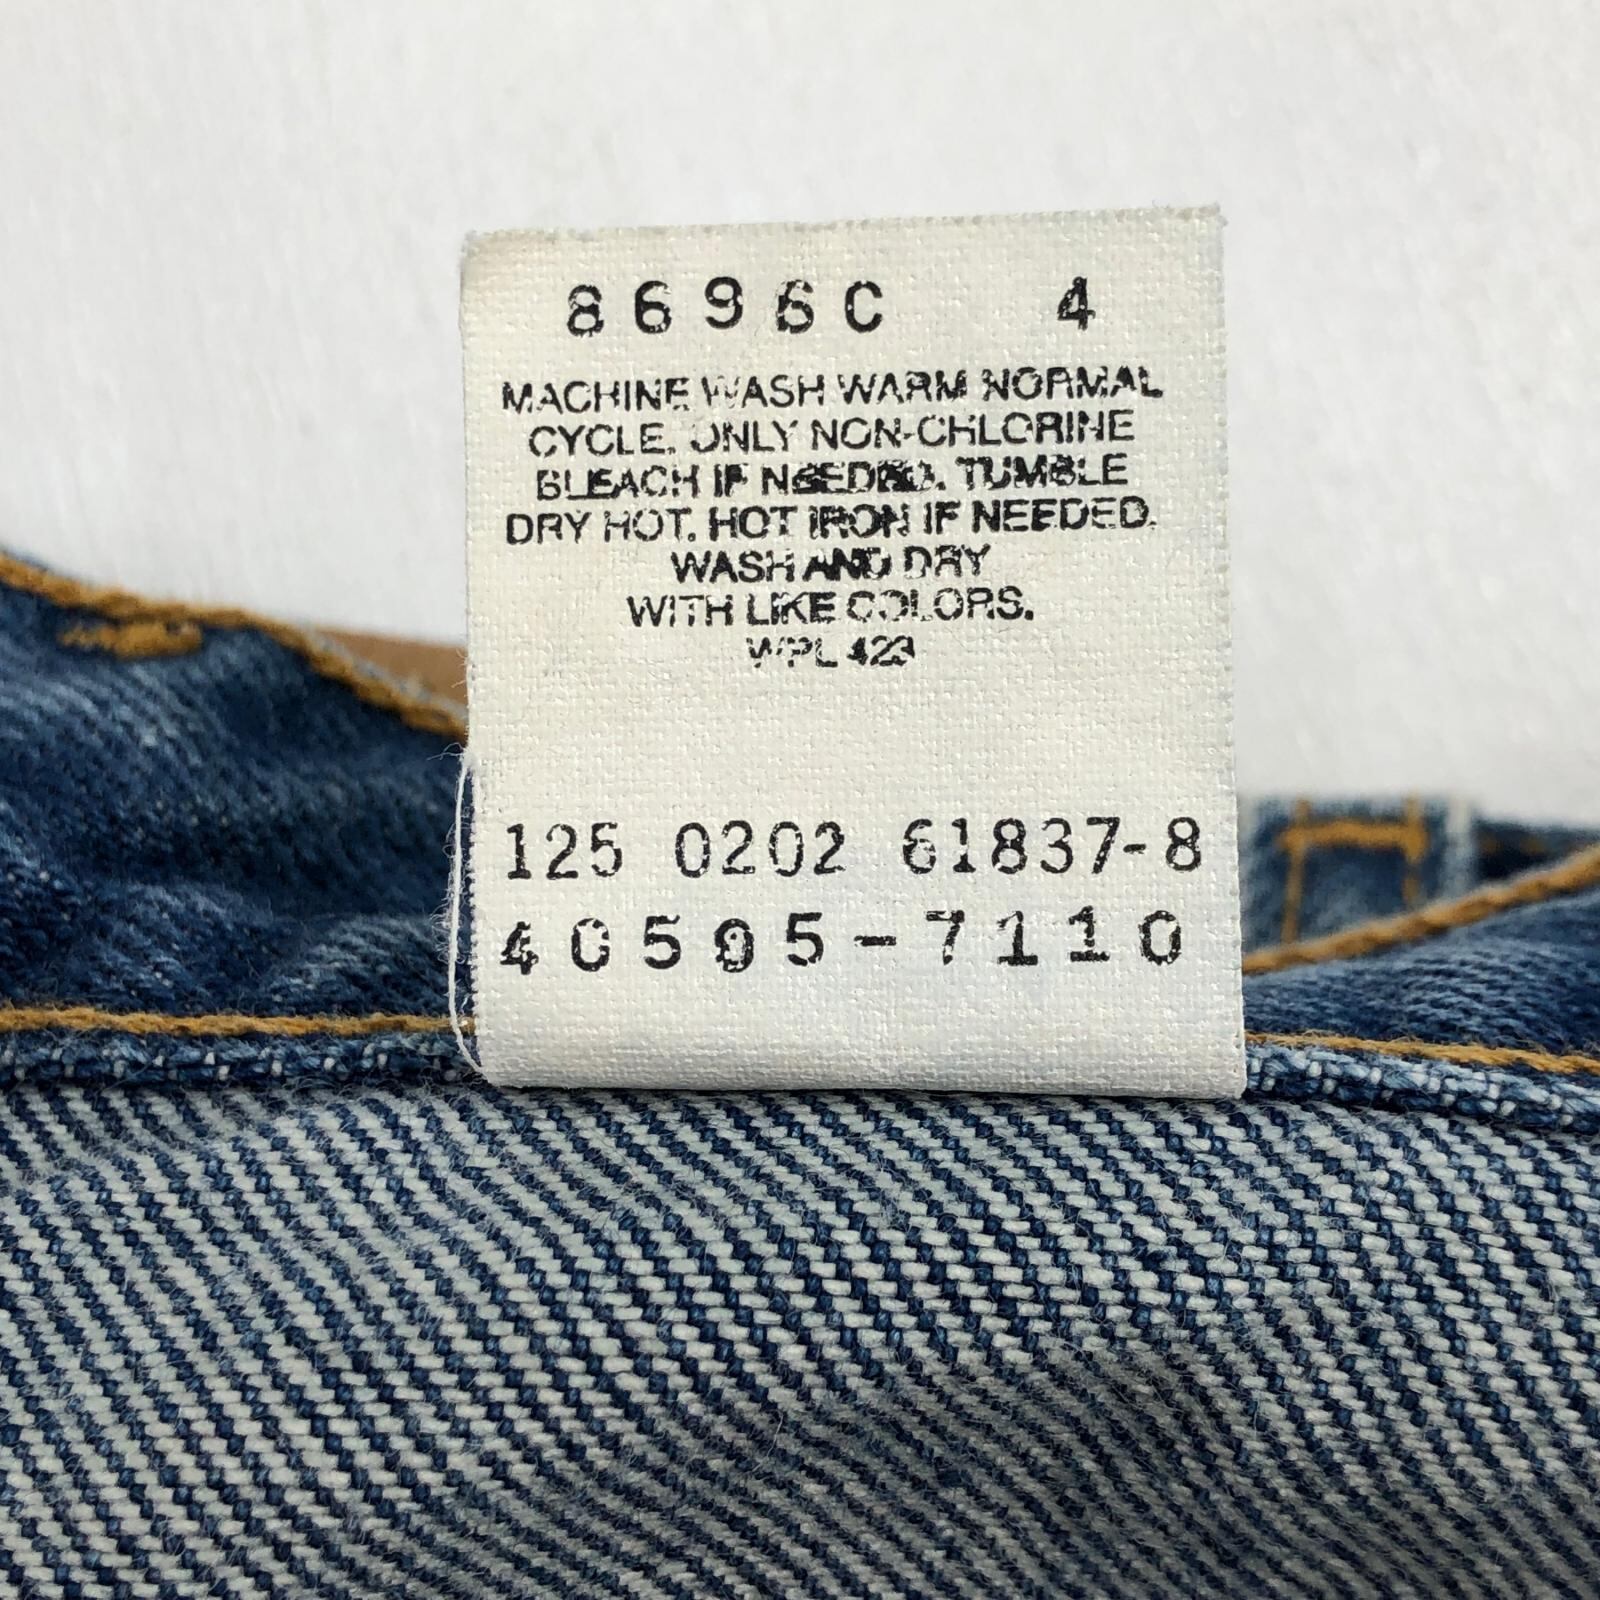 8696C 4
MACHINE WASH WARM NORMAL
CYCLE. ONLY NON-CHLORINE
BLEACH IF NEEDED. TUMBLE
DRY HOT. HOT IRON IF NEEDED.
WASH AND DRY
WITH LIKE COLORS.
WPL 423
125 0202 61837-8
40505-7110